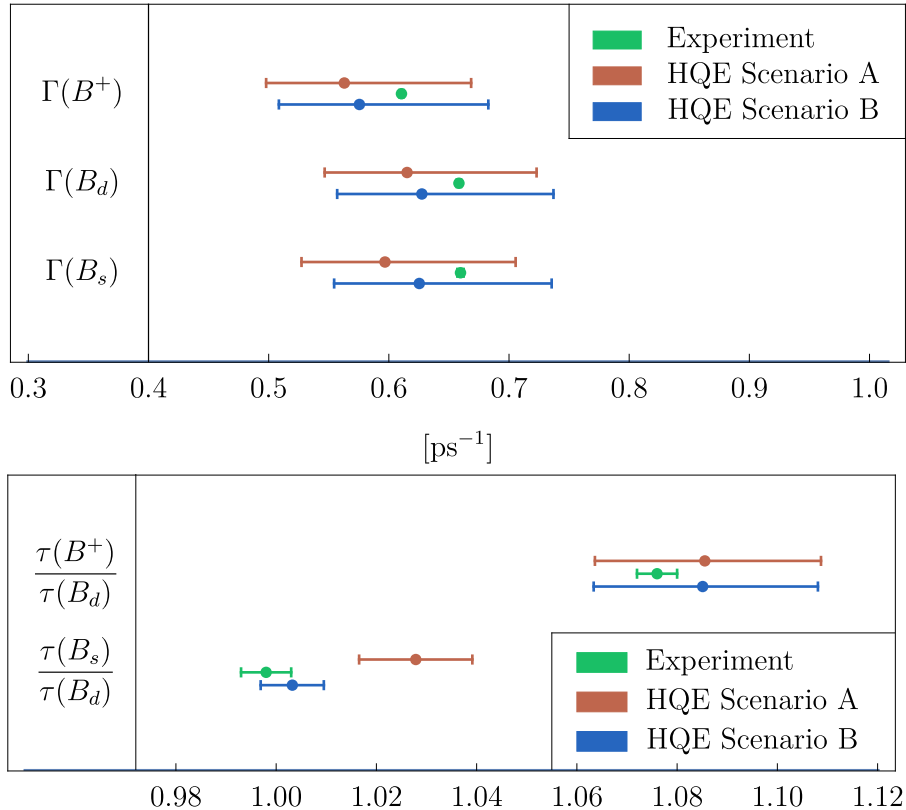 Experiment
HQE Scenario A
HQE Scenario B
Γ(B⁺)
Γ(B_d)
Γ(B_s)
0.3 0.4 0.5 0.6 0.7 0.8 0.9 1.0
[ps⁻¹]
τ(B⁺)
τ(B_d)
τ(B_s)
τ(B_d)
Experiment
HQE Scenario A
HQE Scenario B
0.98 1.00 1.02 1.04 1.06 1.08 1.10 1.12